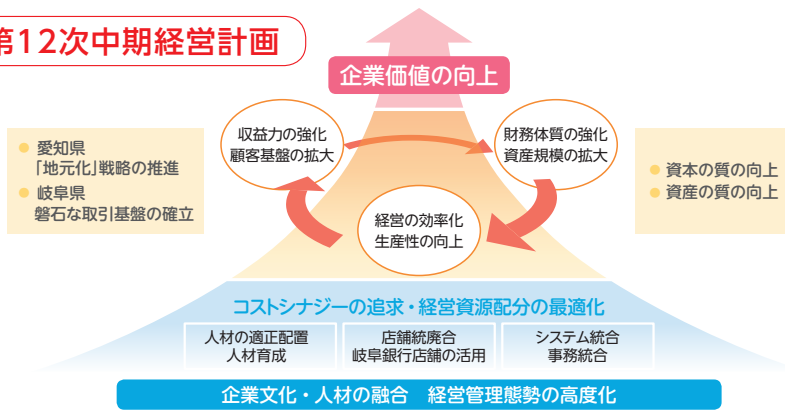 第12次中期経営計画
企業価値の向上
収益力の強化
顧客基盤の拡大
財務体質の強化
資産規模の拡大
愛知県
「地元化」戦略の推進
岐阜県
磐石な取引基盤の確立
資本の質の向上
資産の質の向上
経営の効率化
生産性の向上
コストシナジーの追求・経営資源配分の最適化
人材の適正配置
人材育成
店舗統廃合
岐阜銀行店舗の活用
システム統合
事務統合
企業文化・人材の融合　経営管理態勢の高度化